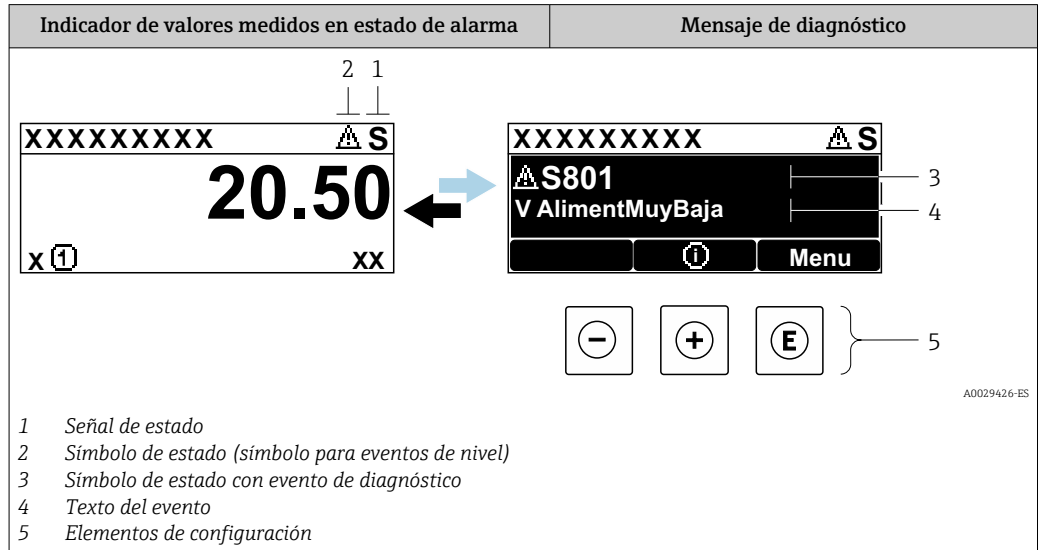 Indicador de valores medidos en estado de alarma Mensaje de diagnóstico
2 1
XXXXXXXXX S
20.50
X 1 XX
XXXXXXXXX S
S801
3
V AlimentMuyBaja
4
i Menu
- + E
5
A0029426-ES
1 Señal de estado
2 Símbolo de estado (símbolo para eventos de nivel)
3 Símbolo de estado con evento de diagnóstico
4 Texto del evento
5 Elementos de configuración